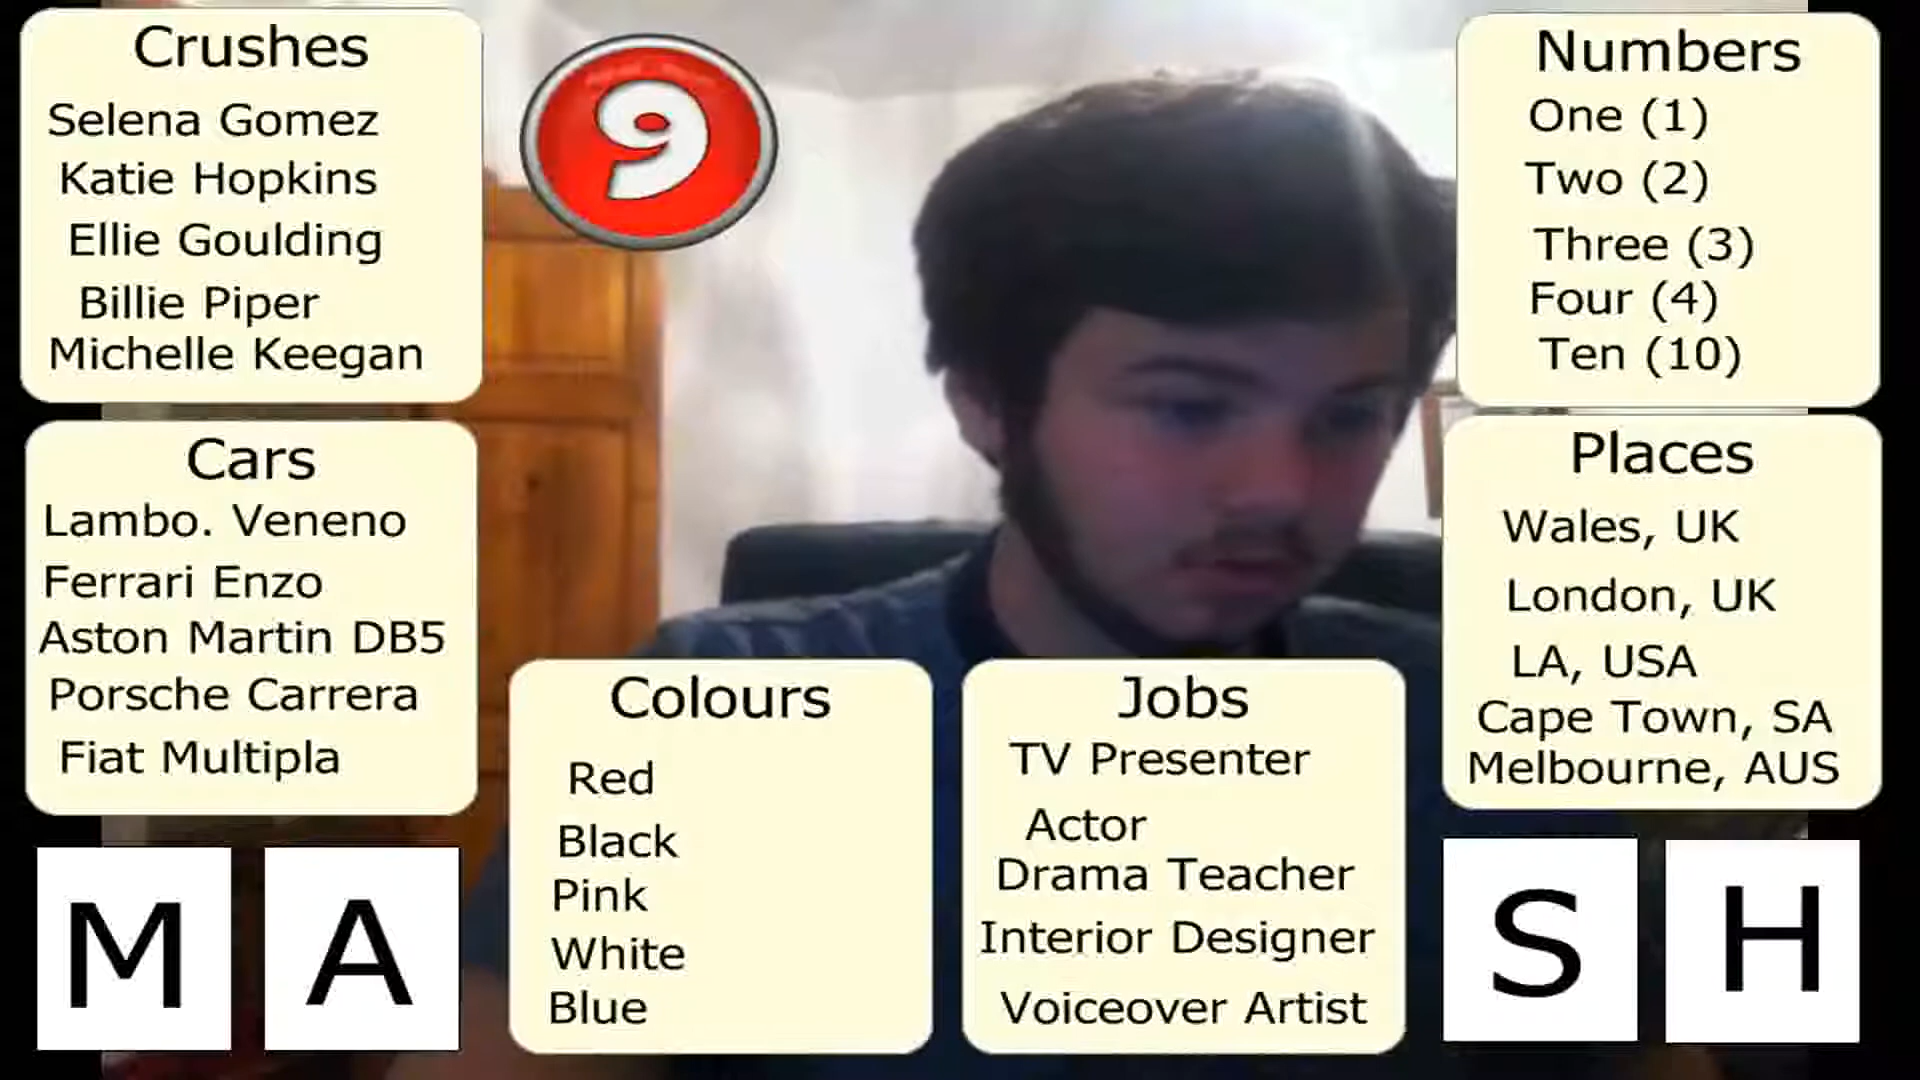 Crushes
Selena Gomez
Katie Hopkins
Ellie Goulding
Billie Piper
Michelle Keegan
9
Numbers
One (1)
Two (2)
Three (3)
Four (4)
Ten (10)
Cars
Lambo. Veneno
Ferrari Enzo
Aston Martin DB5
Porsche Carrera
Fiat Multipla
Places
Wales, UK
London, UK
LA, USA
Cape Town, SA
Melbourne, AUS
Colours
Red
Black
Pink
White
Blue
Jobs
TV Presenter
Actor
Drama Teacher
Interior Designer
Voiceover Artist
M A S H